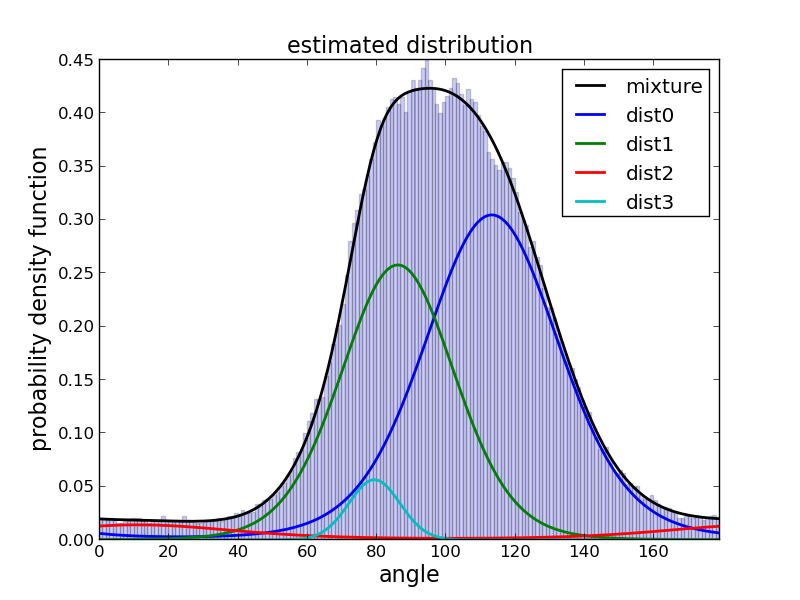 estimated distribution
probability density function
0.45
0.40
0.35
0.30
0.25
0.20
0.15
0.10
0.05
0.00
mixture
dist0
dist1
dist2
dist3
0 20 40 60 80 100 120 140 160
angle